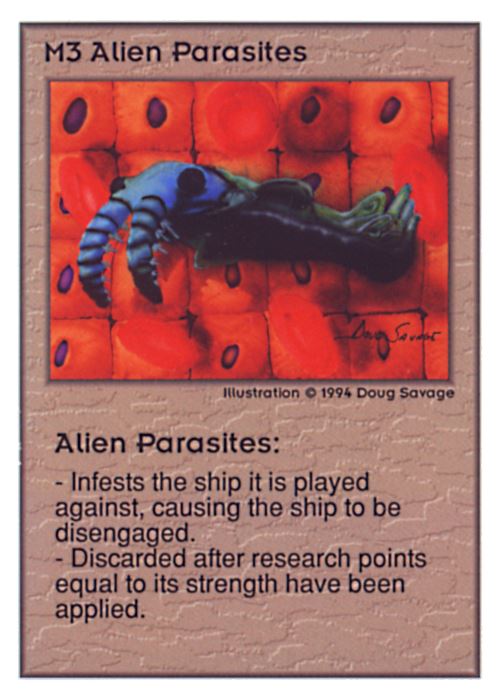 M3 Alien Parasites
Doug Savage
Illustration © 1994 Doug Savage
Alien Parasites:
- Infests the ship it is played
against, causing the ship to be
disengaged.
- Discarded after research points
equal to its strength have been
applied.